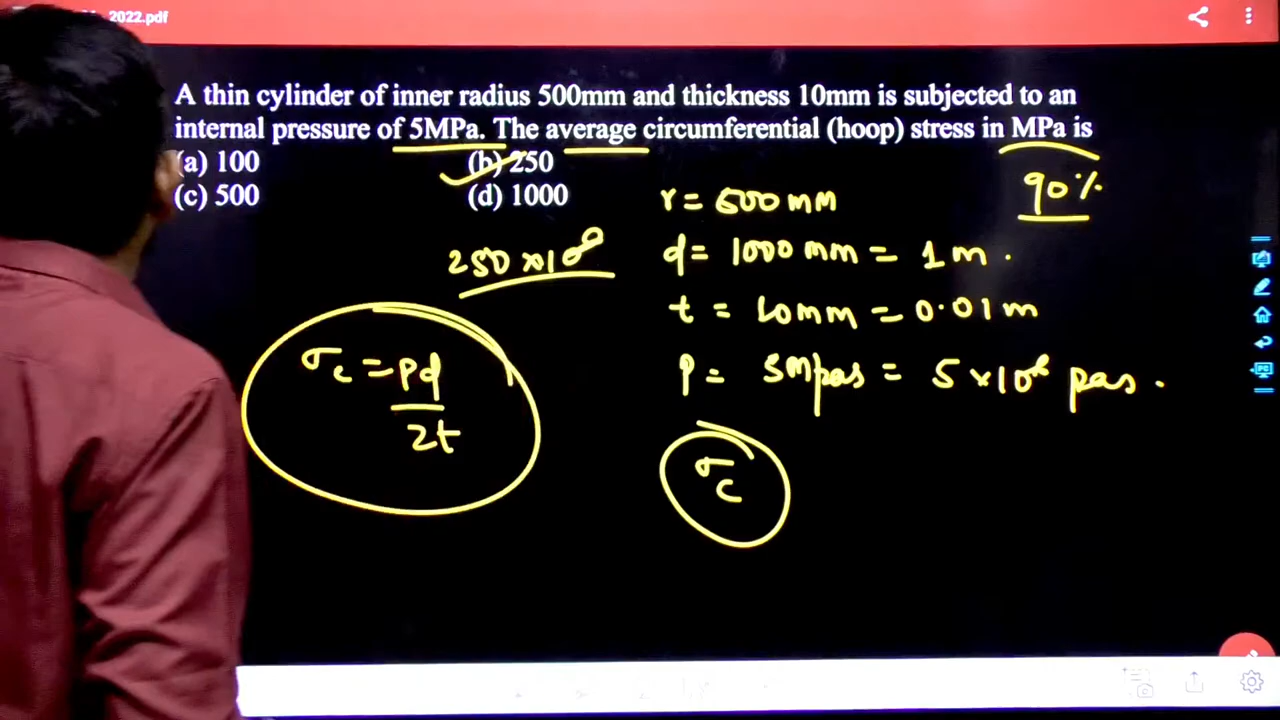 2022.pdf
A thin cylinder of inner radius 500mm and thickness 10mm is subjected to an
internal pressure of 5MPa. The average circumferential (hoop) stress in MPa is
(a) 100 (b) 250
(c) 500 (d) 1000
90%
r = 500 mm
250 × 10
d = 1000 mm = 1 m.
t = 10mm = 0.01 m
σc = Pd
2t
P = 5Mpas = 5 × 10⁶ pas.
σc